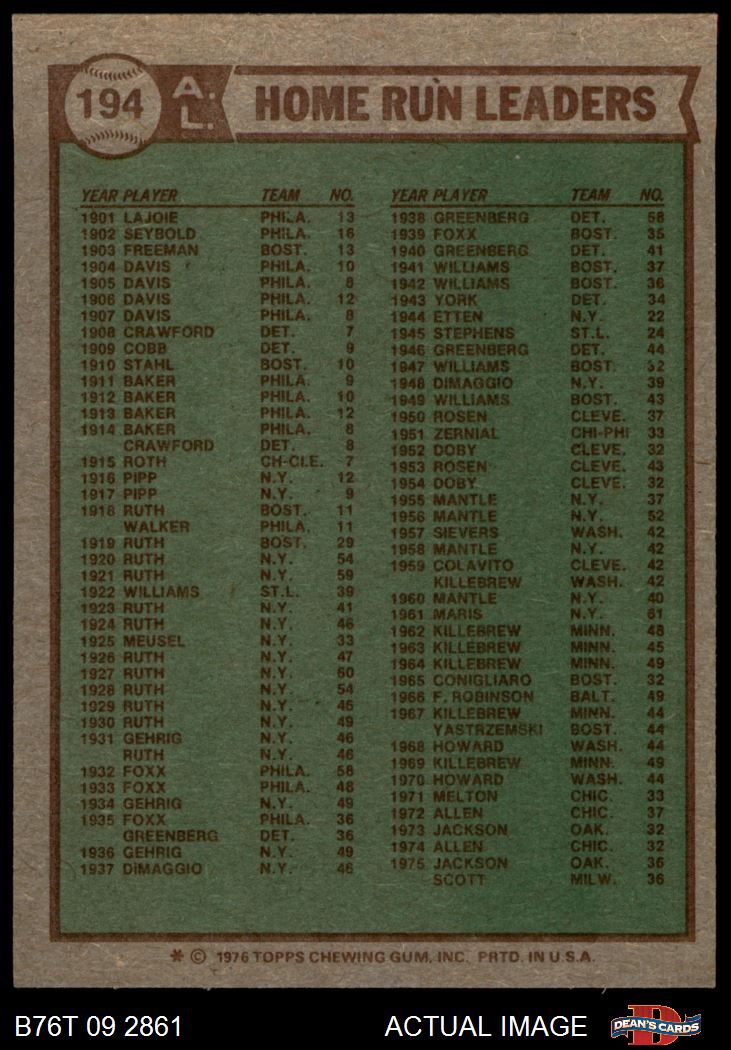 194 A.L. HOME RUN LEADERS
YEAR PLAYER TEAM NO.
1901 LAJOIE PHILA. 13
1902 SEYBOLD PHILA. 16
1903 FREEMAN BOST. 13
1904 DAVIS PHILA. 10
1905 DAVIS PHILA. 8
1906 DAVIS PHILA. 12
1907 DAVIS PHILA. 8
1908 CRAWFORD DET. 7
1909 COBB DET. 9
1910 STAHL BOST. 10
1911 BAKER PHILA. 9
1912 BAKER PHILA. 10
1913 BAKER PHILA. 12
1914 BAKER PHILA. 8
CRAWFORD DET. 8
1915 ROTH CH-CLE. 7
1916 PIPP N.Y. 12
1917 PIPP N.Y. 9
1918 RUTH BOST. 11
WALKER PHILA. 11
1919 RUTH BOST. 29
1920 RUTH N.Y. 54
1921 RUTH N.Y. 59
1922 WILLIAMS ST.L. 39
1923 RUTH N.Y. 41
1924 RUTH N.Y. 46
1925 MEUSEL N.Y. 33
1926 RUTH N.Y. 47
1927 RUTH N.Y. 60
1928 RUTH N.Y. 54
1929 RUTH N.Y. 46
1930 RUTH N.Y. 49
1931 GEHRIG N.Y. 46
RUTH N.Y. 46
1932 FOXX PHILA. 58
1933 FOXX PHILA. 48
1934 GEHRIG N.Y. 49
1935 FOXX PHILA. 36
GREENBERG DET. 36
1936 GEHRIG N.Y. 49
1937 DIMAGGIO N.Y. 46
YEAR PLAYER TEAM NO.
1938 GREENBERG DET. 58
1939 FOXX BOST. 35
1940 GREENBERG DET. 41
1941 WILLIAMS BOST. 37
1942 WILLIAMS BOST. 36
1943 YORK DET. 34
1944 ETTEN N.Y. 22
1945 STEPHENS ST.L. 24
1946 GREENBERG DET. 44
1947 WILLIAMS BOST. 32
1948 DIMAGGIO N.Y. 39
1949 WILLIAMS BOST. 43
1950 ROSEN CLEVE. 37
1951 ZERNIAL CHI-PHI 33
1952 DOBY CLEVE. 32
1953 ROSEN CLEVE. 43
1954 DOBY CLEVE. 32
1955 MANTLE N.Y. 37
1956 MANTLE N.Y. 52
1957 SIEVERS WASH. 42
1958 MANTLE N.Y. 42
1959 COLAVITO CLEVE. 42
KILLEBREW WASH. 42
1960 MANTLE N.Y. 40
1961 MARIS N.Y. 61
1962 KILLEBREW MINN. 48
1963 KILLEBREW MINN. 45
1964 KILLEBREW MINN. 49
1965 CONIGLIARO BOST. 32
1966 F. ROBINSON BALT. 49
1967 KILLEBREW MINN. 44
YASTRZEMSKI BOST. 44
1968 HOWARD WASH. 44
1969 KILLEBREW MINN. 49
1970 HOWARD WASH. 44
1971 MELTON CHIC. 33
1972 ALLEN CHIC. 37
1973 JACKSON OAK. 32
1974 ALLEN CHIC. 32
1975 JACKSON OAK. 36
SCOTT MILW. 36
* © 1976 TOPPS CHEWING GUM, INC. PRTD. IN U.S.A.
B76T 09 2861 ACTUAL IMAGE DEAN'S CARDS